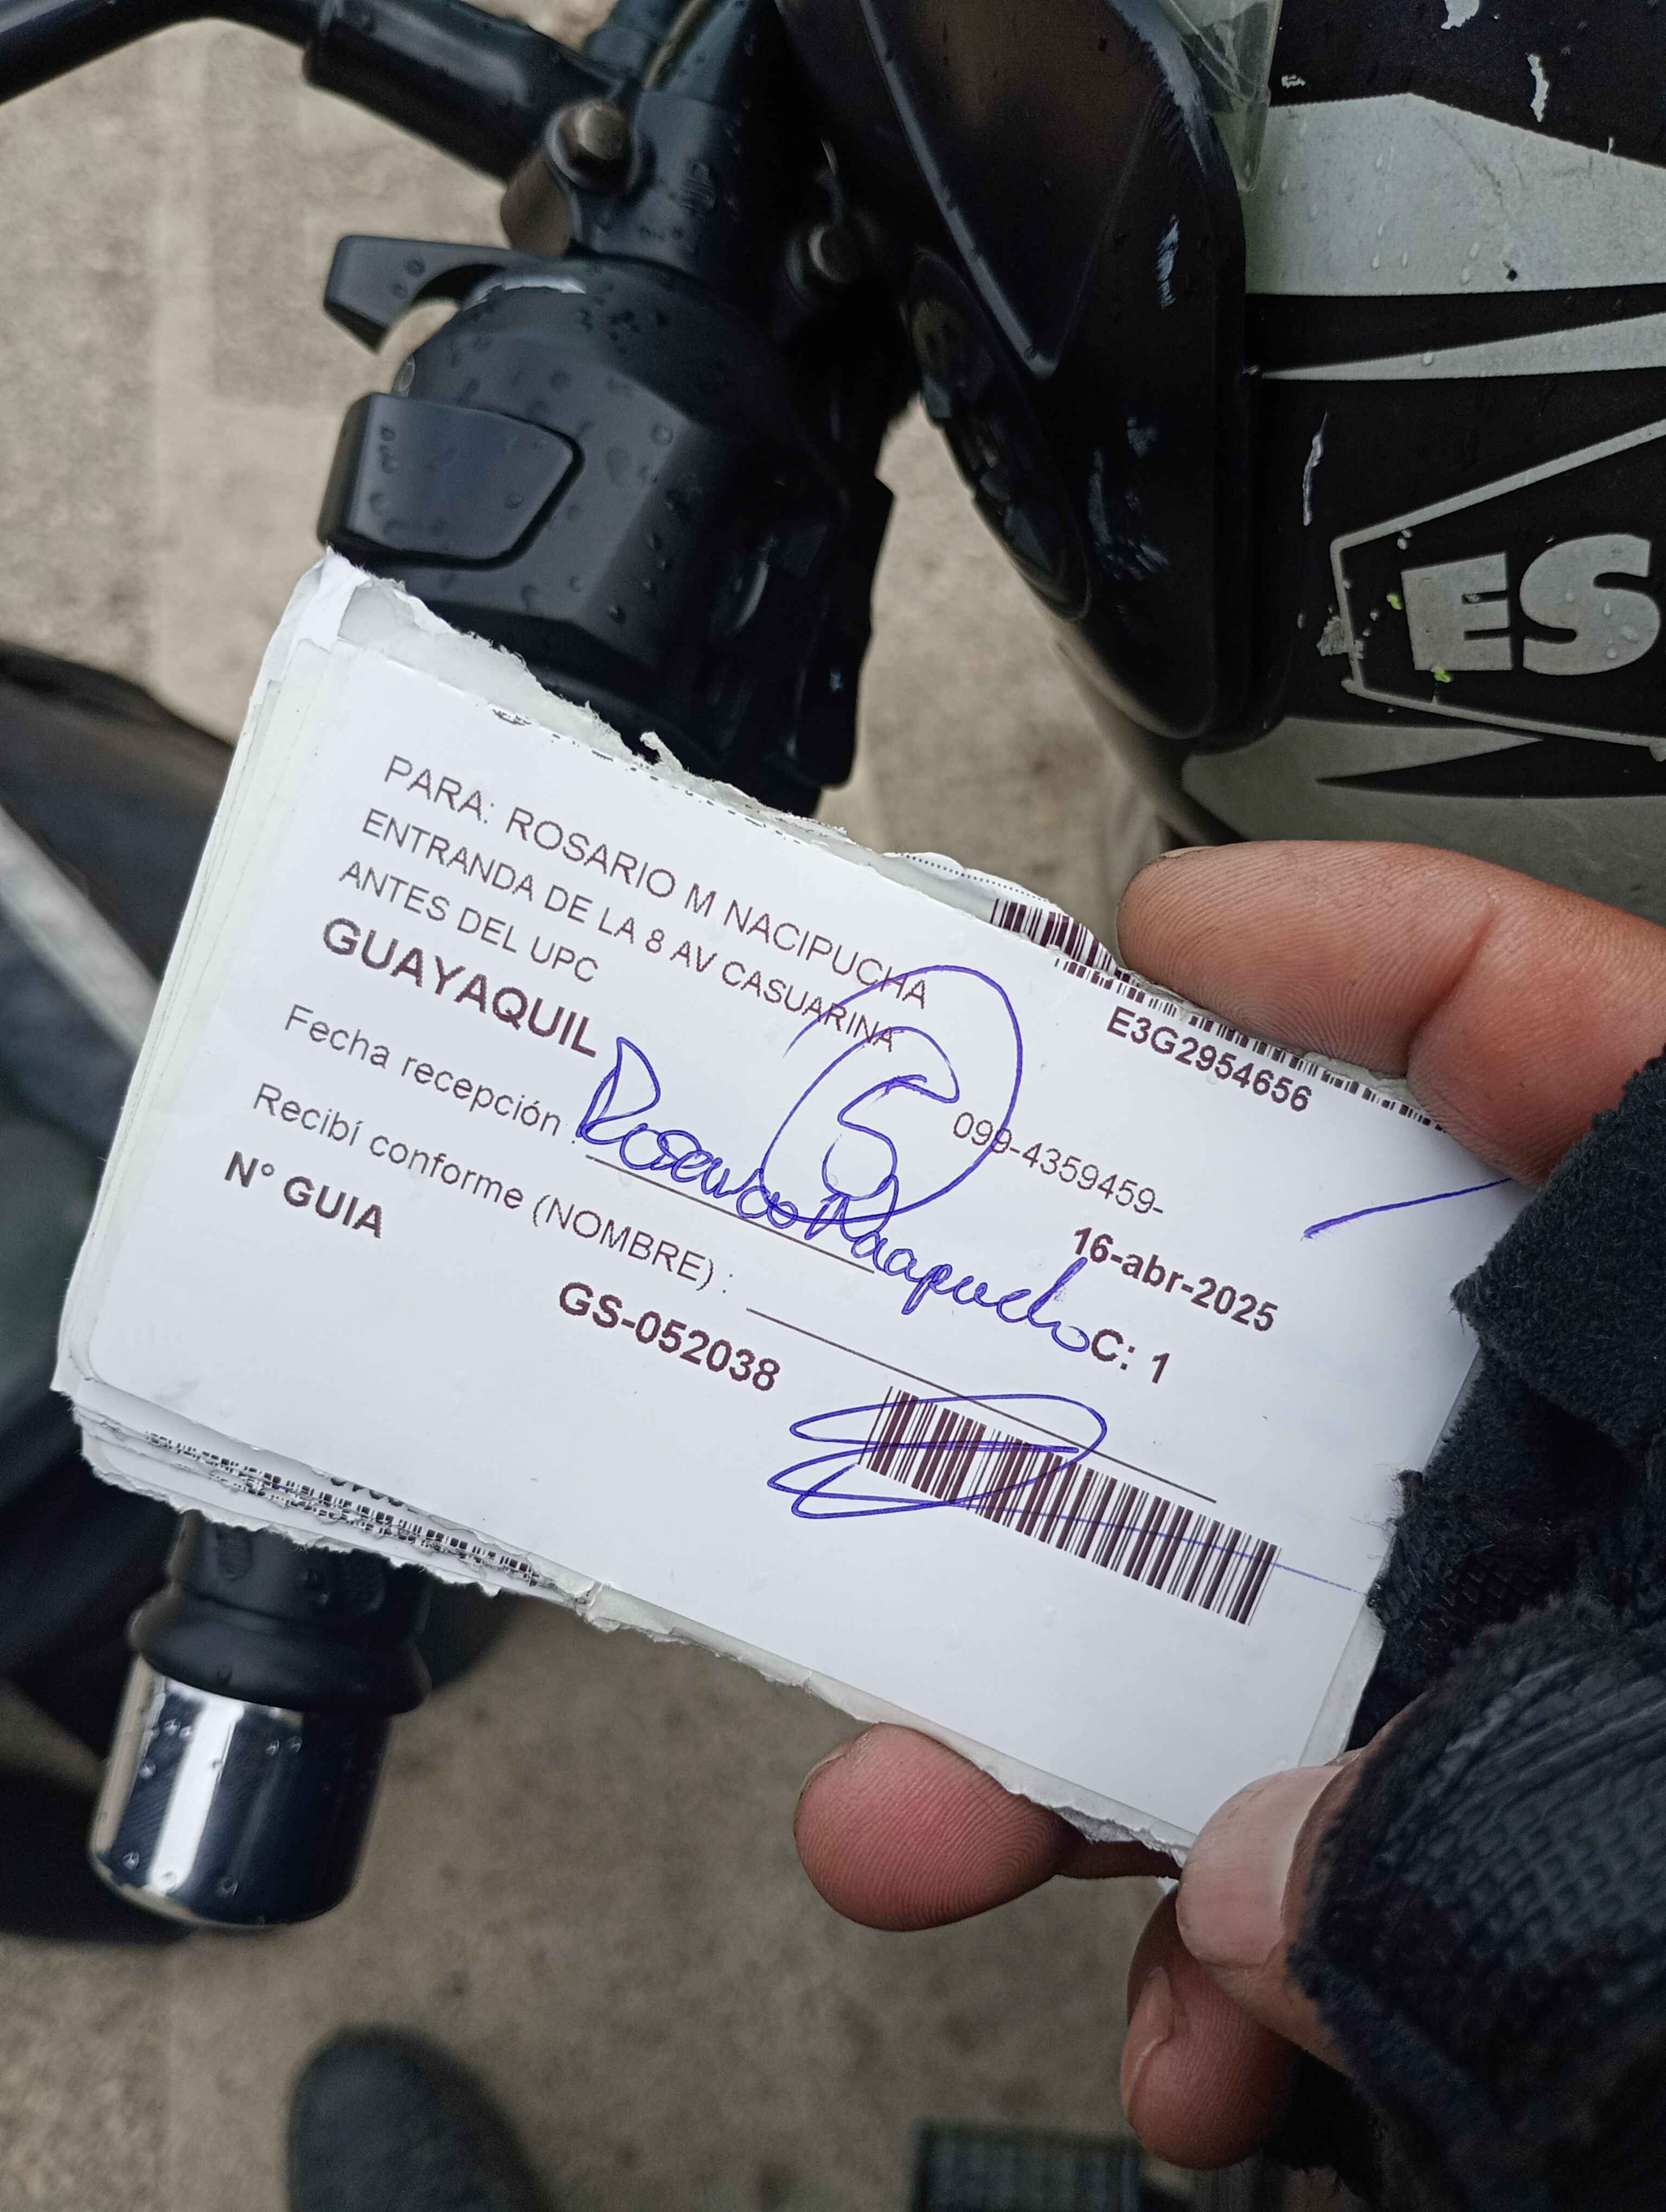 PARA: ROSARIO M NACIPUCHA
ENTRANDA DE LA 8 AV CASUARINA
ANTES DEL UPC
GUAYAQUIL
E3G2954656
099-4359459-
5
Fecha recepción :
16-abr-2025
Recibí conforme (NOMBRE) :
C: 1
N° GUIA
GS-052038
ES